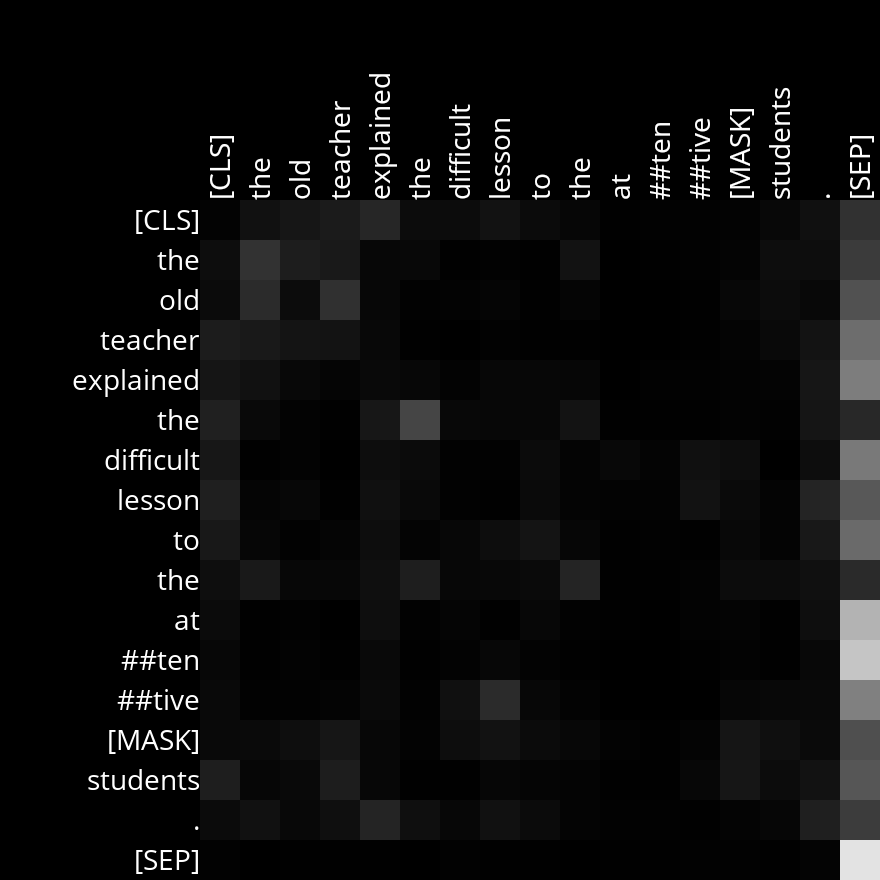 [CLS] the old teacher explained the difficult lesson to the at ##ten ##tive [MASK] students . [SEP]
[CLS]
the
old
teacher
explained
the
difficult
lesson
to
the
at
##ten
##tive
[MASK]
students
.
[SEP]